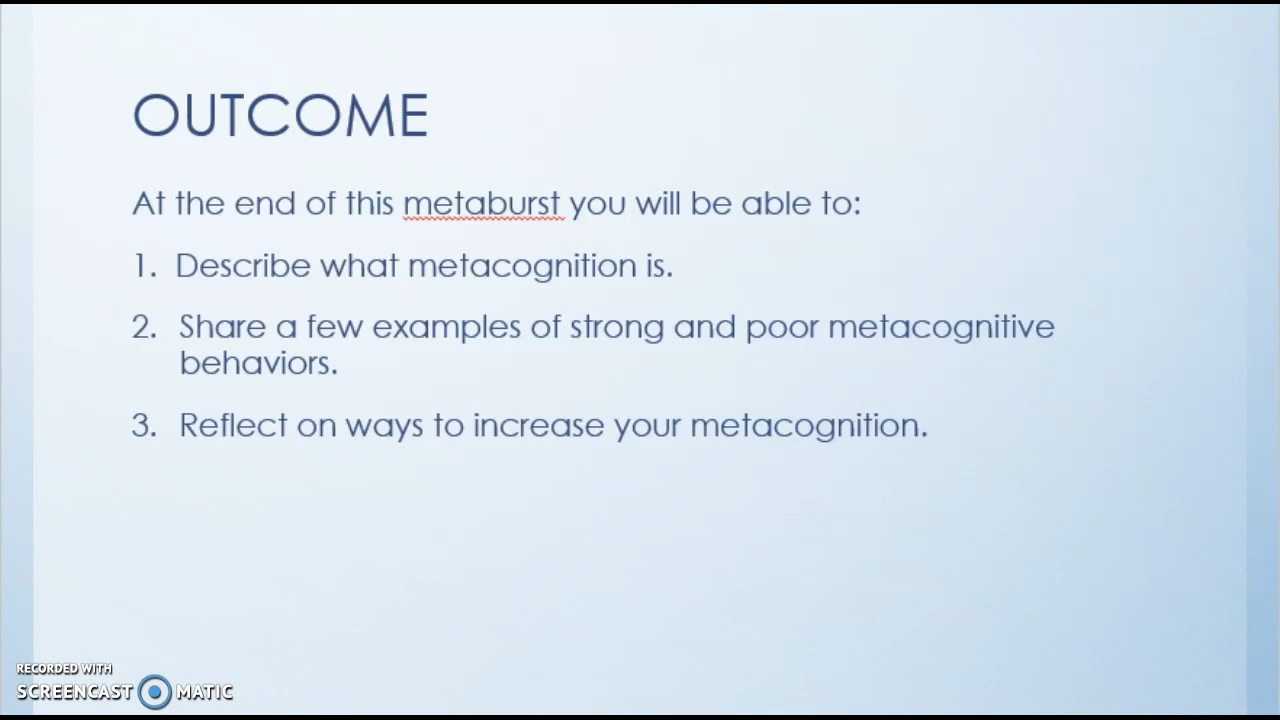 OUTCOME
At the end of this metaburst you will be able to:
1. Describe what metacognition is.
2. Share a few examples of strong and poor metacognitive
behaviors.
3. Reflect on ways to increase your metacognition.
RECORDED WITH
SCREENCAST MATIC